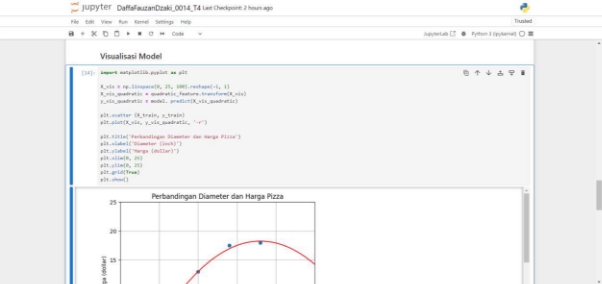 jupyter DaffaFauzanDzaki_0014_T4 Last Checkpoint: 2 hours ago
File Edit View Run Kernel Settings Help Trusted
Code JupyterLab Python 3 (ipykernel)
Visualisasi Model
[14]: import matplotlib.pyplot as plt
X_vis = np.linspace(0, 25, 100).reshape(-1, 1)
X_vis_quadratic = quadratic_feature.transform(X_vis)
y_vis_quadratic = model. predict(X_vis_quadratic)
plt.scatter (X_train, y_train)
plt.plot(X_vis, y_vis_quadratic, '-r')
plt.title('Perbandingan Diameter dan Harga Pizza')
plt.xlabel('Diameter (inch)')
plt.ylabel('Harga (dollar)')
plt.xlim(0, 25)
plt.ylim(0, 25)
plt.grid(True)
plt.show()
Perbandingan Diameter dan Harga Pizza
25
20
15
(dollar)